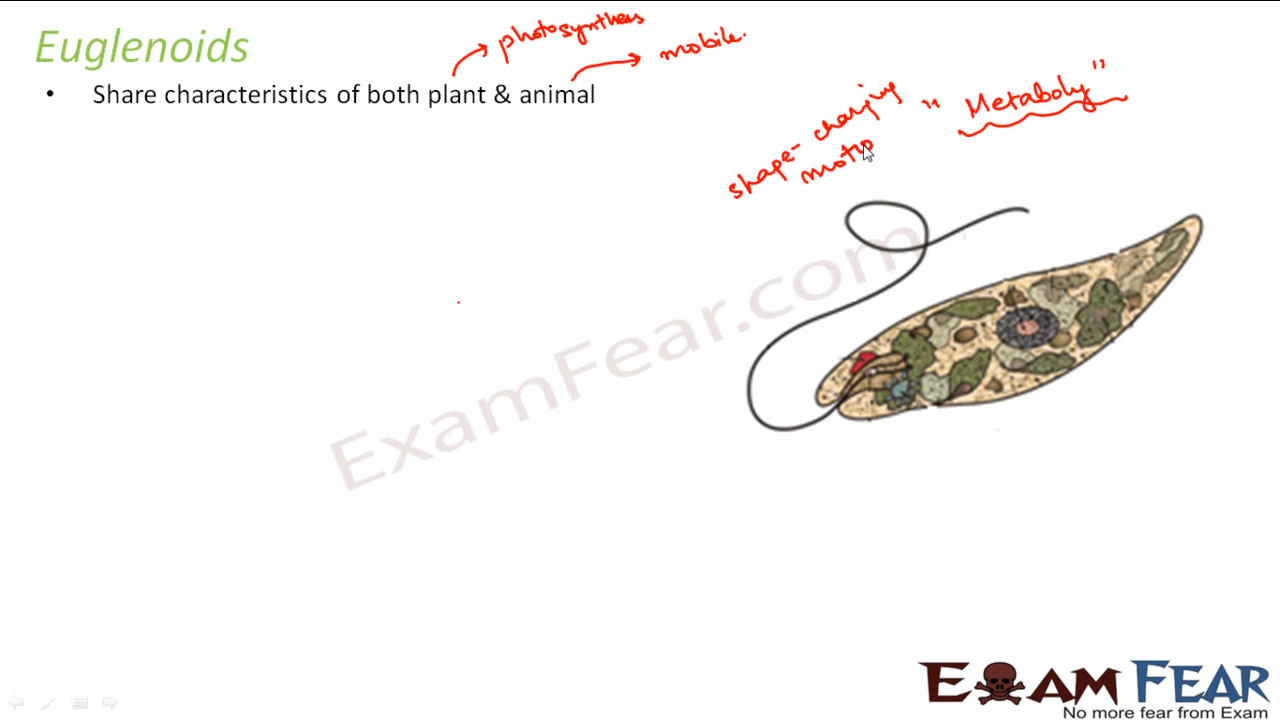 Euglenoids
photosynthesis
mobile.
• Share characteristics of both plant & animal
shape-changing
"Metaboly"
ExamFear.com
EXAM FEAR
No more fear from Exam